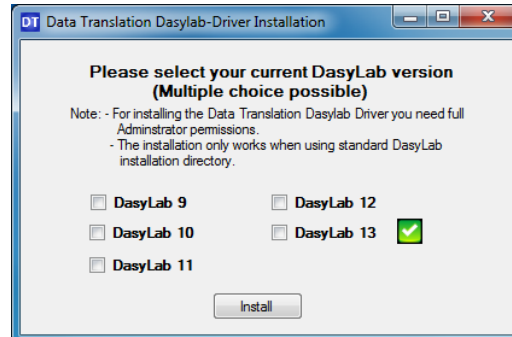 DT Data Translation Dasylab-Driver Installation
Please select your current DasyLab version
(Multiple choice possible)
Note: - For installing the Data Translation Dasylab Driver you need full
Adminstrator permissions.
- The installation only works when using standard DasyLab
installation directory.
DasyLab 9
DasyLab 12
DasyLab 10
DasyLab 13
DasyLab 11
Install